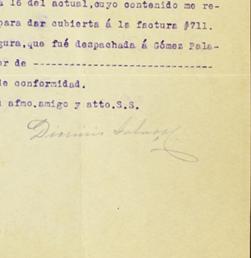 a 16 del actual,cuyo contenido me re-
para dar cubierta á la factura #711.
gura,que fué despachada á Gómez Pala-
or de --------------------------------
de conformidad.
afmo.amigo y atto.S.S.